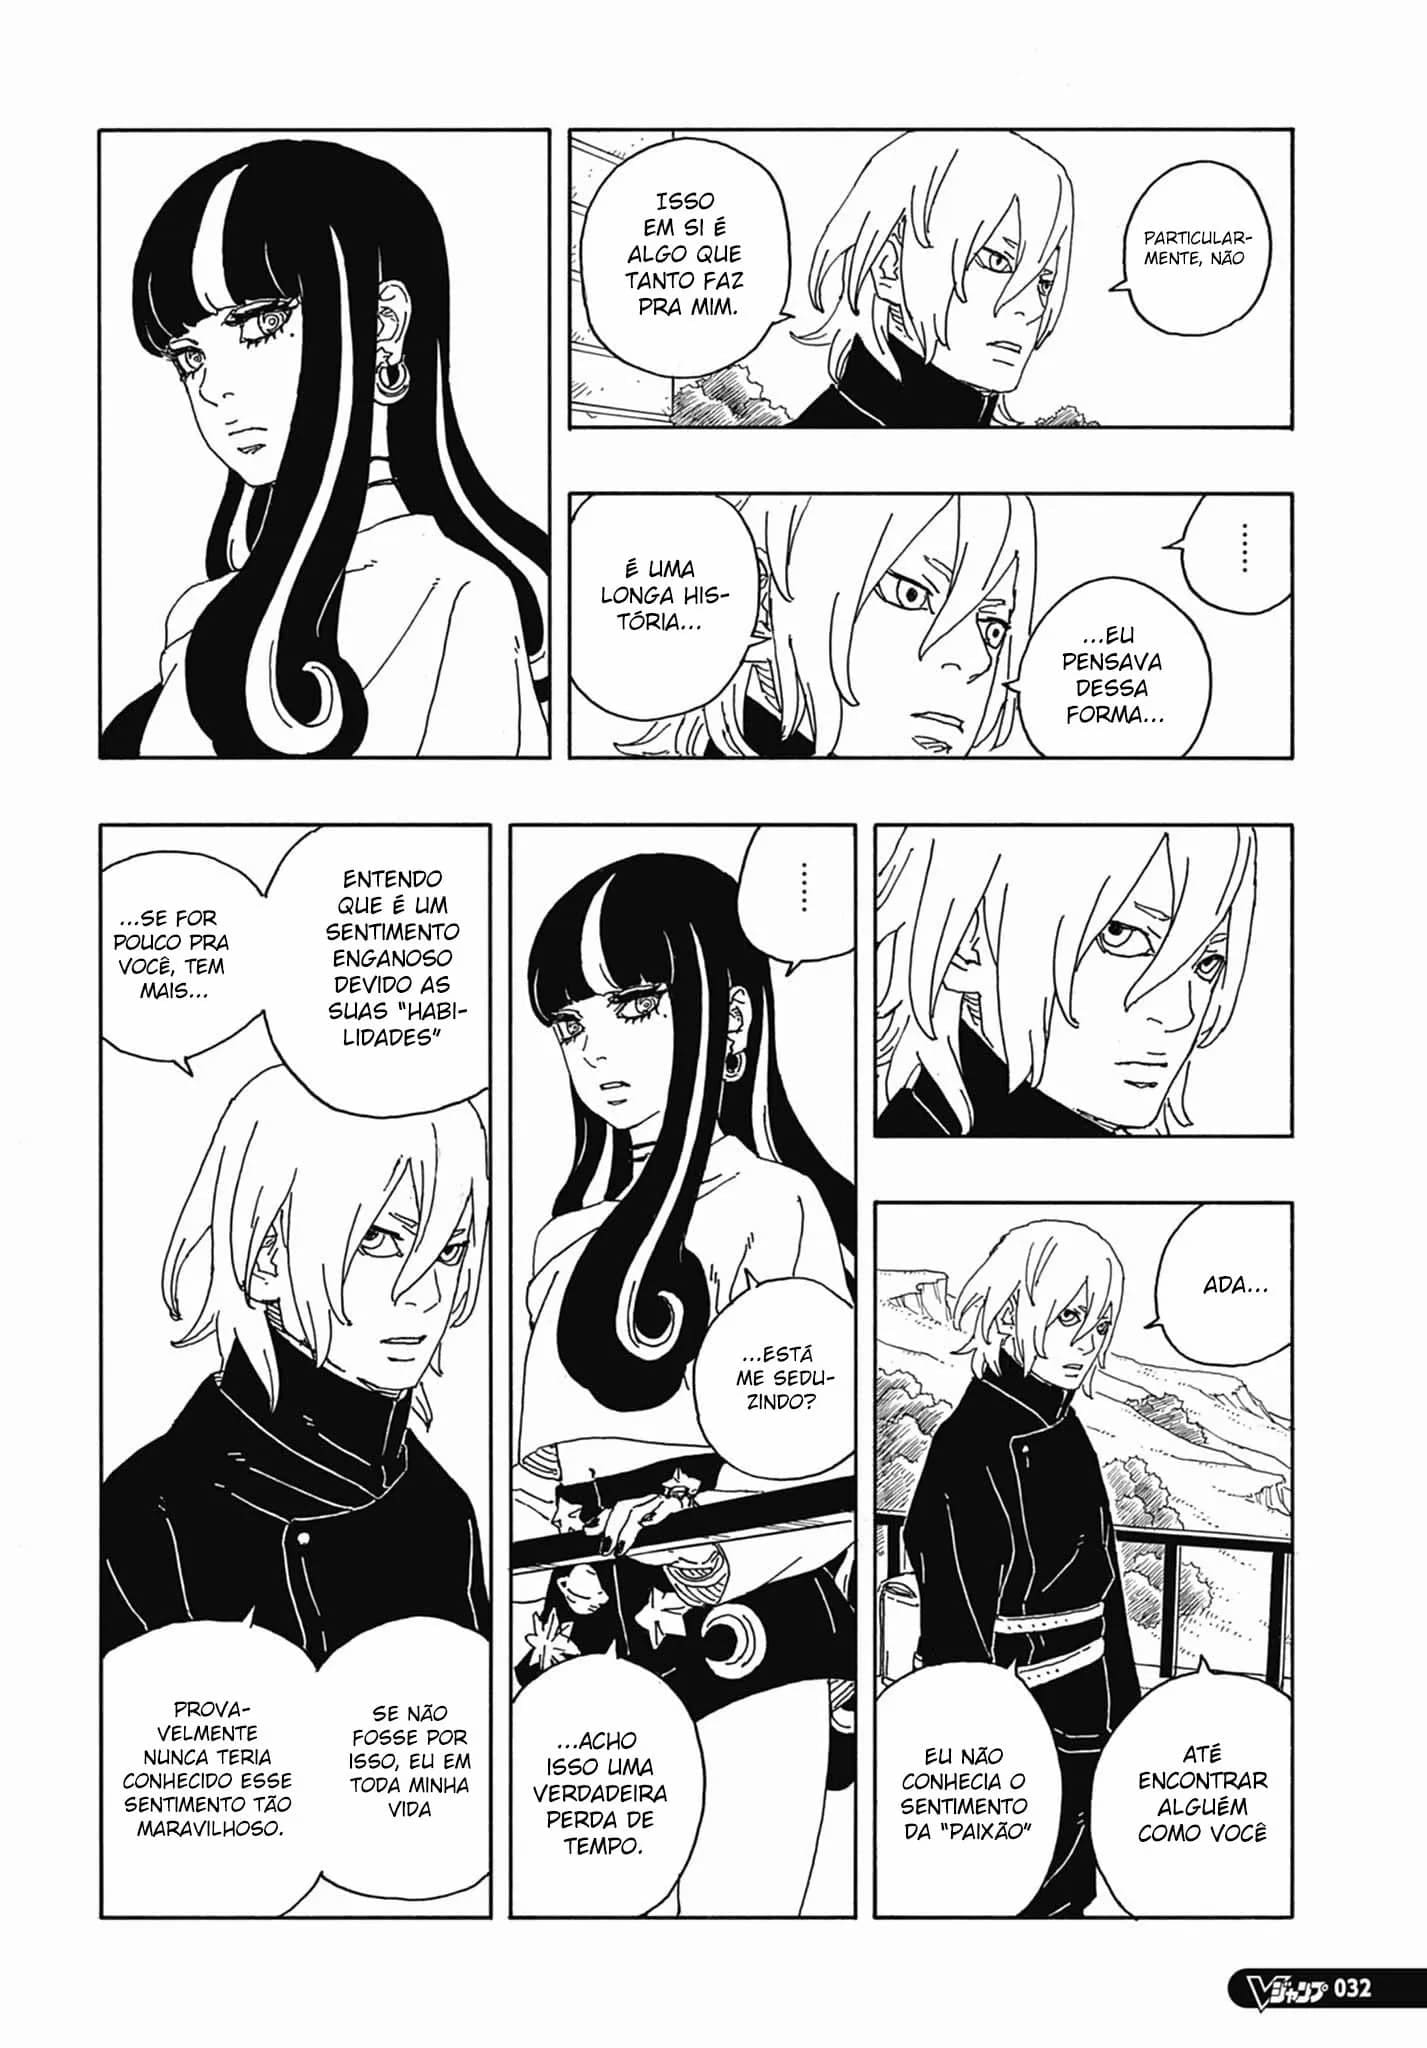 PARTICULAR-
MENTE, NÃO
ISSO
EM SI É
ALGO QUE
TANTO FAZ
PRA MIM.
......
...EU
PENSAVA
DESSA
FORMA...
É UMA
LONGA HIS-
TÓRIA...
ADA...
ATÉ
ENCONTRAR
ALGUÉM
COMO VOCÊ
EU NÃO
CONHECIA O
SENTIMENTO
DA "PAIXÃO"
......
...ESTÁ
ME SEDU-
ZINDO?
...ACHO
ISSO UMA
VERDADEIRA
PERDA DE
TEMPO.
ENTENDO
QUE É UM
SENTIMENTO
ENGANOSO
DEVIDO AS
SUAS "HABI-
LIDADES"
...SE FOR
POUCO PRA
VOCÊ, TEM
MAIS...
SE NÃO
FOSSE POR
ISSO, EU EM
TODA MINHA
VIDA
PROVA-
VELMENTE
NUNCA TERIA
CONHECIDO ESSE
SENTIMENTO TÃO
MARAVILHOSO.
Vジャンプ 032